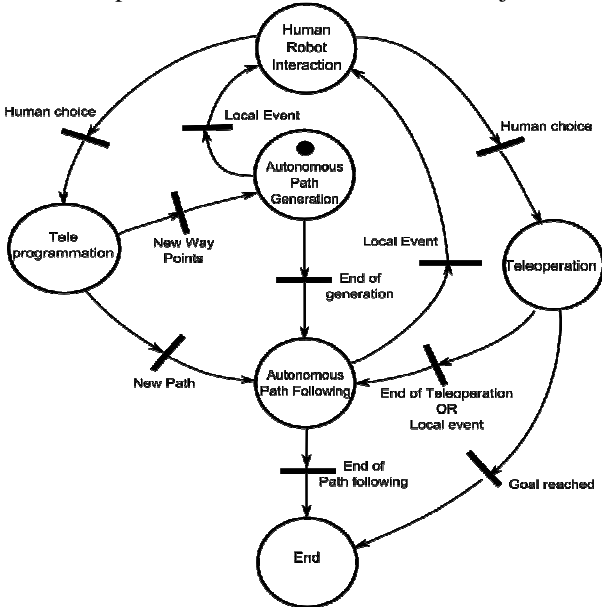 Human
Robot
Interaction
Human choice
Local Event
Human choice
Autonomous
Path
Generation
Tele
programmation
New Way
Points
Local Event
Teleoperation
End of
generation
New Path
Autonomous
Path Following
End of Teleoperation
OR
Local event
End of
Path following
Goal reached
End